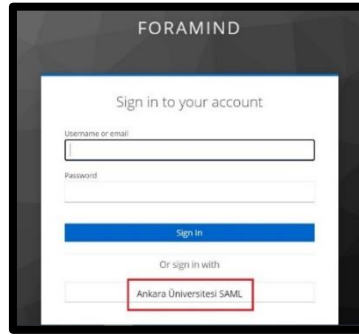 FORAMIND
Sign in to your account
Username or email
Password
Sign In
Or sign in with
Ankara Üniversitesi SAML